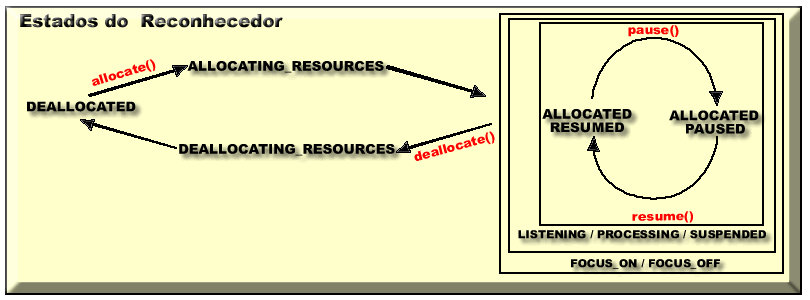 Estados do Reconhecedor
pause()
allocate()
ALLOCATING_RESOURCES
DEALLOCATED
ALLOCATED
RESUMED
ALLOCATED
PAUSED
deallocate()
DEALLOCATING_RESOURCES
resume()
LISTENING / PROCESSING / SUSPENDED
FOCUS_ON / FOCUS_OFF